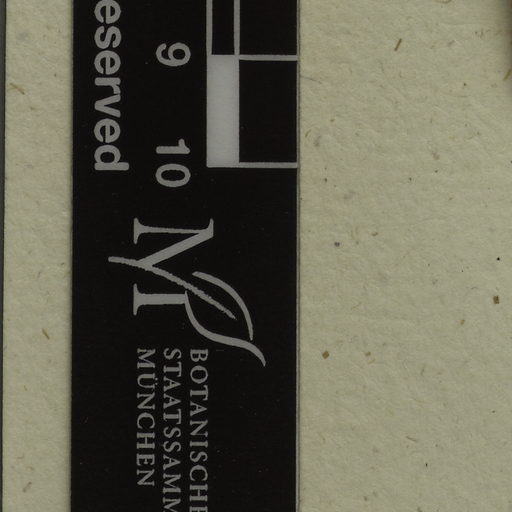 eserved
9 10
M
BOTANISCHE
STAATSSAMM
MÜNCHEN